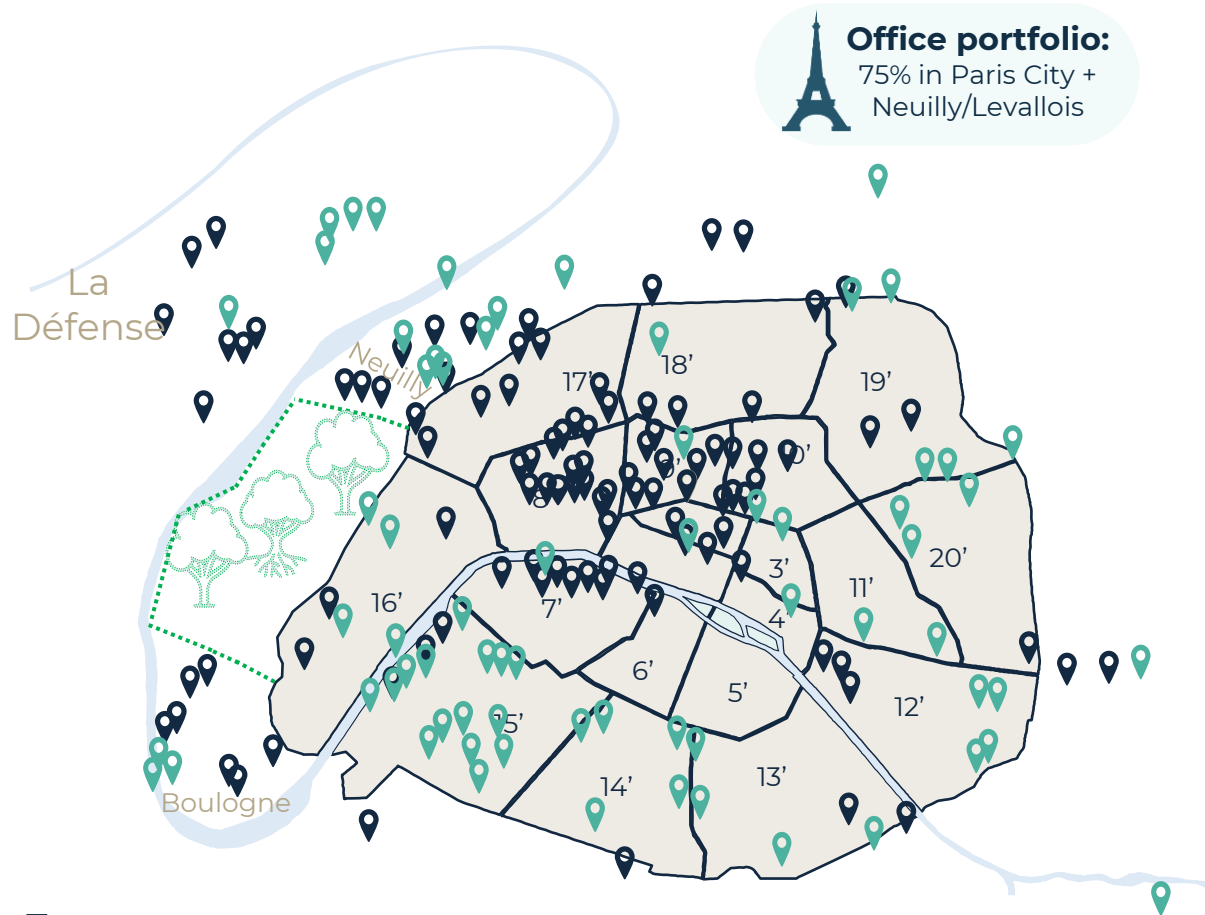 Office portfolio:
75% in Paris City +
Neuilly/Levallois
La
Défense
Neuilly
18’
17’
19’
8
20’
3’
11’
16’
7’
4’
6’
5’
12’
15’
13’
14’
Boulogne